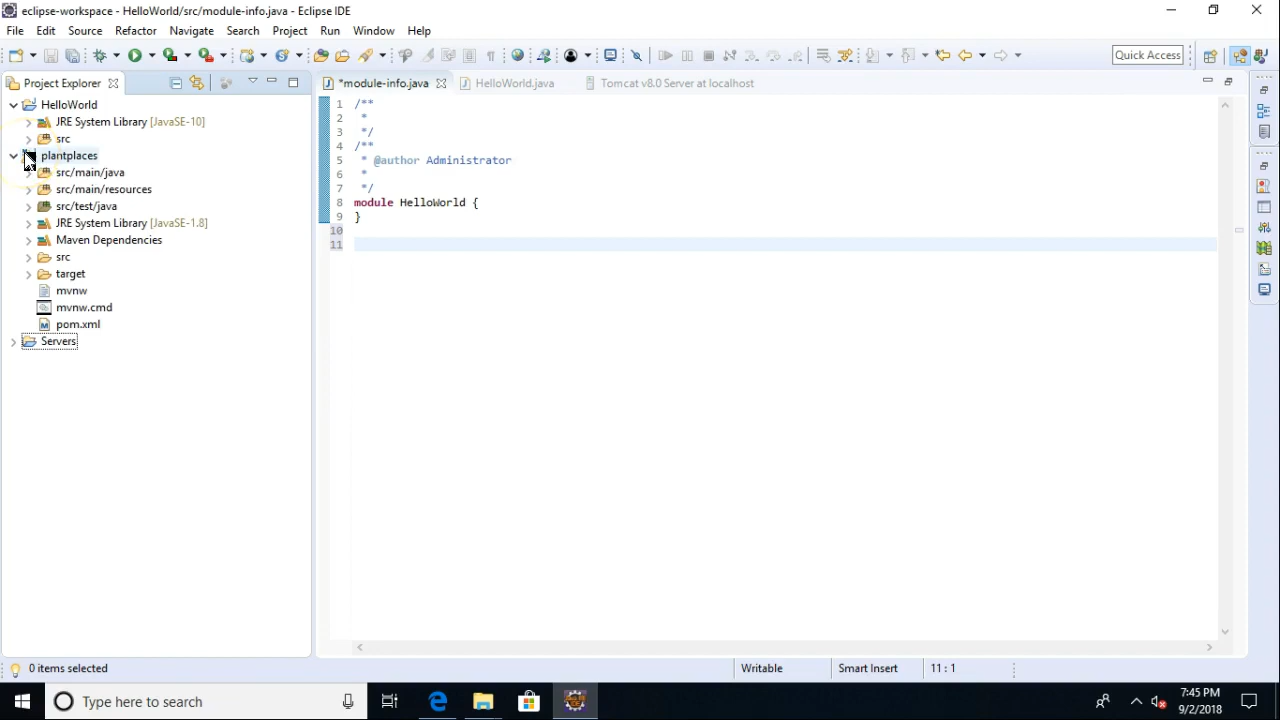 eclipse-workspace - HelloWorld/src/module-info.java - Eclipse IDE
File Edit Source Refactor Navigate Search Project Run Window Help
Quick Access
Project Explorer
*module-info.java
HelloWorld.java
Tomcat v8.0 Server at localhost
HelloWorld
JRE System Library [JavaSE-10]
src
plantplaces
src/main/java
src/main/resources
src/test/java
JRE System Library [JavaSE-1.8]
Maven Dependencies
src
target
mvnw
mvnw.cmd
pom.xml
Servers
1 /**
2 *
3 */
4 /**
5 * @author Administrator
6 *
7 */
8 module HelloWorld {
9 }
10
11
0 items selected
Writable
Smart Insert
11 : 1
Type here to search
7:45 PM
9/2/2018